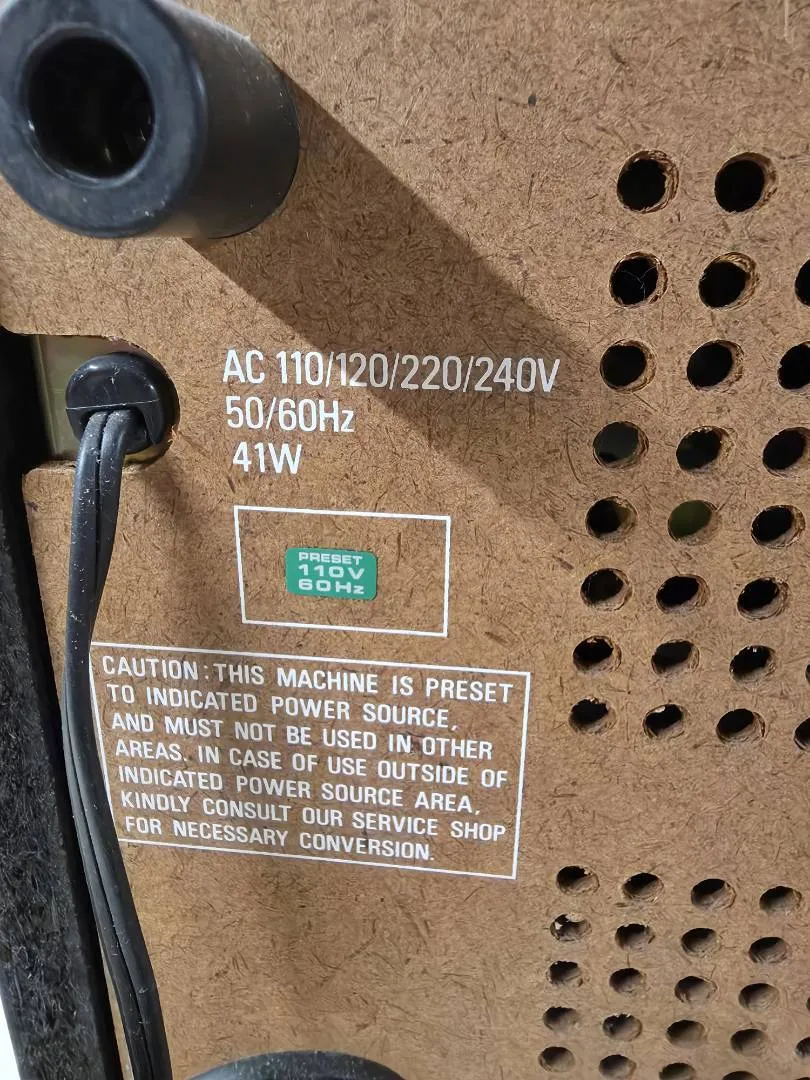 AC 110/120/220/240V
50/60Hz
41W
PRESET
110V
60Hz
CAUTION : THIS MACHINE IS PRESET
TO INDICATED POWER SOURCE,
AND MUST NOT BE USED IN OTHER
AREAS. IN CASE OF USE OUTSIDE OF
INDICATED POWER SOURCE AREA,
KINDLY CONSULT OUR SERVICE SHOP
FOR NECESSARY CONVERSION.